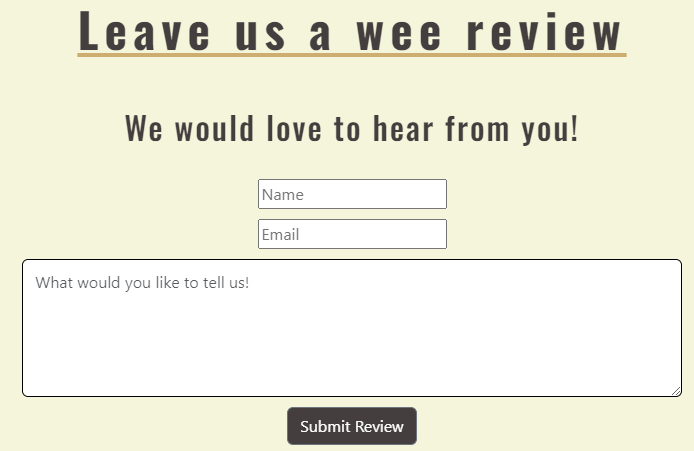 Leave us a wee review
We would love to hear from you!
Name
Email
What would you like to tell us!
Submit Review